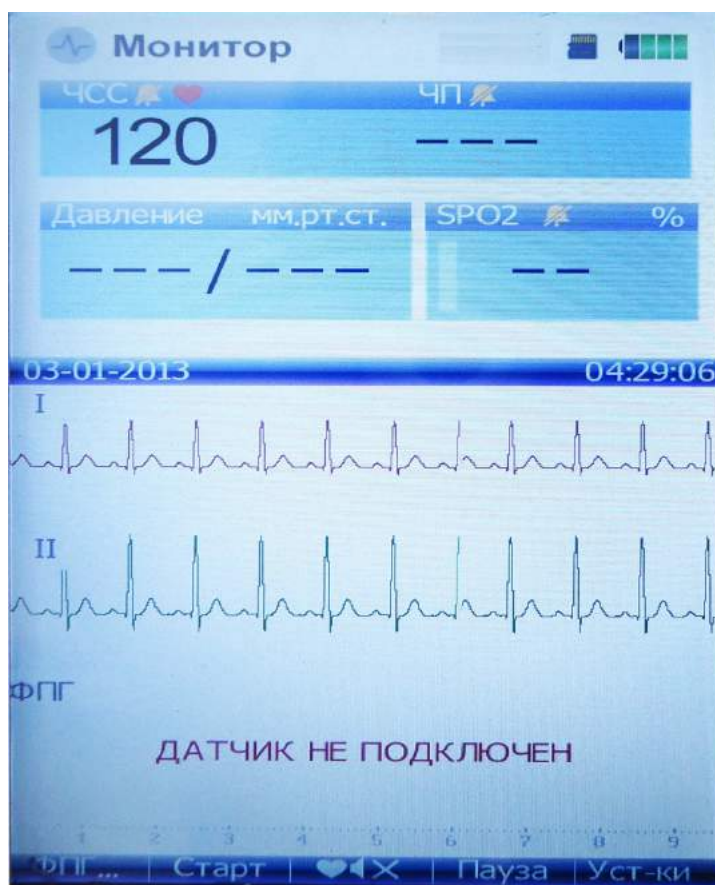 Монитор
ЧСС ЧП
120 ---
Давление мм.рт.ст. SPO2 %
---/--- --
03-01-2013 04:29:06
I
II
ФПГ
ДАТЧИК НЕ ПОДКЛЮЧЕН
1 2 3 4 5 6 7 8 9
ФПГ... Старт Пауза Уст-ки